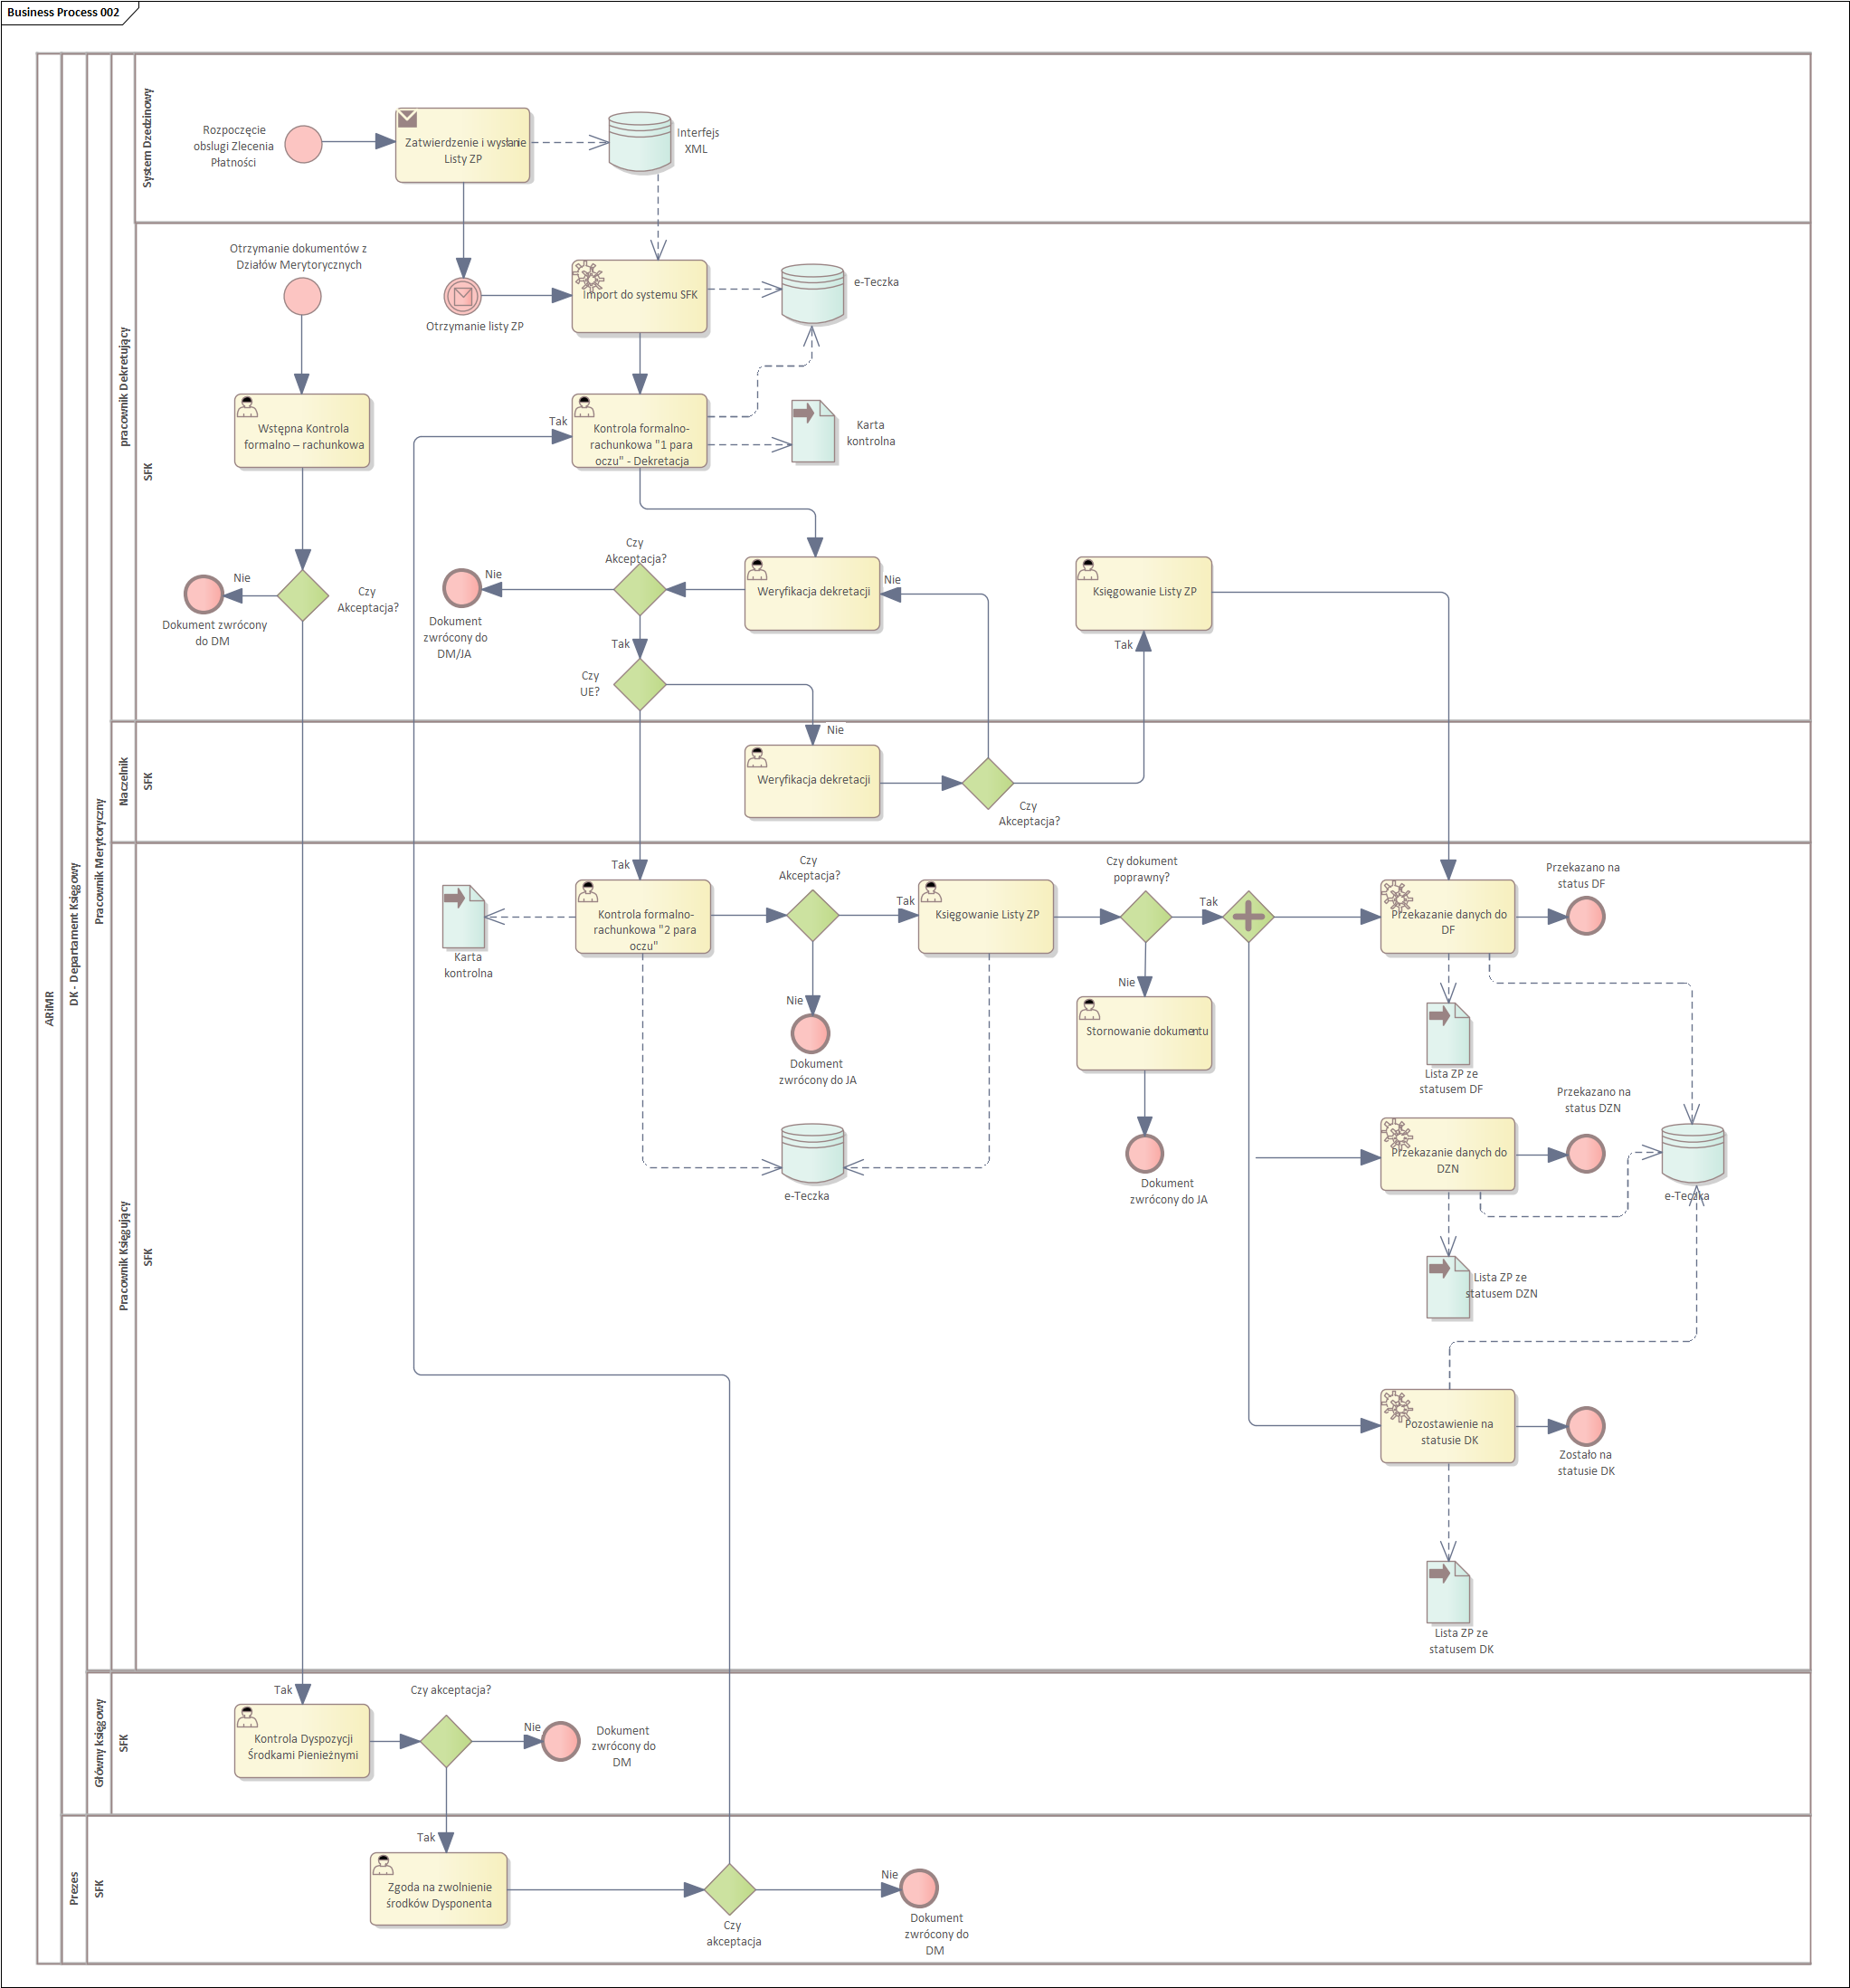 Business Process 002
ARiMR
DK - Departament Księgowy
Pracownik Merytoryczny
System Dzedzinowy
Rozpoczęcie
obslugi Zlecenia
Płatności
Zatwierdzenie i wysłanie
Listy ZP
Interfejs
XML
pracownik Dekretujący
SFK
Otrzymanie dokumentów z
Działów Merytorycznych
Otrzymanie listy ZP
Import do systemu SFK
e-Teczka
Wstępna Kontrola
formalno – rachunkowa
Tak
Kontrola formalno-
rachunkowa "1 para
oczu" - Dekretacja
Karta
kontrolna
Nie
Czy
Akceptacja?
Dokument zwrócony
do DM
Nie
Dokument
zwrócony do
DM/JA
Czy
Akceptacja?
Weryfikacja dekretacji
Nie
Księgowanie Listy ZP
Tak
Tak
Czy
UE?
Naczelnik
SFK
Nie
Weryfikacja dekretacji
Czy
Akceptacja?
Pracownik Księgujący
SFK
Tak
Karta
kontrolna
Kontrola formalno-
rachunkowa "2 para
oczu"
Czy
Akceptacja?
Tak
Księgowanie Listy ZP
Czy dokument
poprawny?
Tak
Przekazanie danych do
DF
Przekazano na
status DF
Nie
Dokument
zwrócony do JA
Nie
Stornowanie dokumentu
Dokument
zwrócony do JA
Lista ZP ze
statusem DF
e-Teczka
Przekazano na
status DZN
Przekazanie danych do
DZN
e-Teczka
Lista ZP ze
statusem DZN
Pozostawienie na
statusie DK
Zostało na
statusie DK
Lista ZP ze
statusem DK
Główny księgowy
SFK
Tak
Kontrola Dyspozycji
Środkami Pienieżnymi
Czy akceptacja?
Nie
Dokument
zwrócony do
DM
Prezes
SFK
Tak
Zgoda na zwolnienie
środków Dysponenta
Czy
akceptacja
Nie
Dokument
zwrócony do
DM